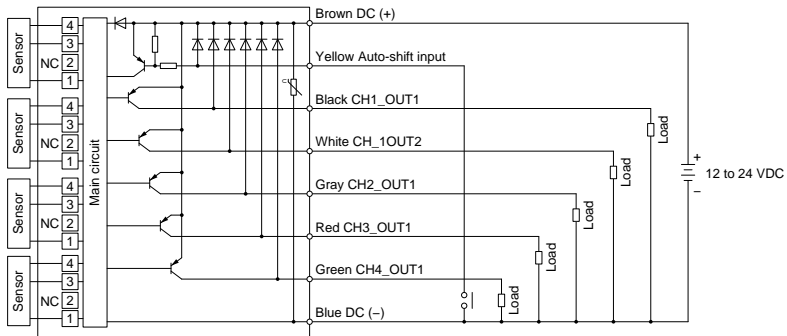 Sensor
4
3
NC 2
1
Sensor
4
3
NC 2
1
Sensor
4
3
NC 2
1
Sensor
4
3
NC 2
1
Main circuit
Brown DC (+)
Yellow Auto-shift input
Black CH1_OUT1
White CH_1OUT2
Gray CH2_OUT1
Red CH3_OUT1
Green CH4_OUT1
Blue DC (−)
Load
Load
Load
Load
Load
+
12 to 24 VDC
−